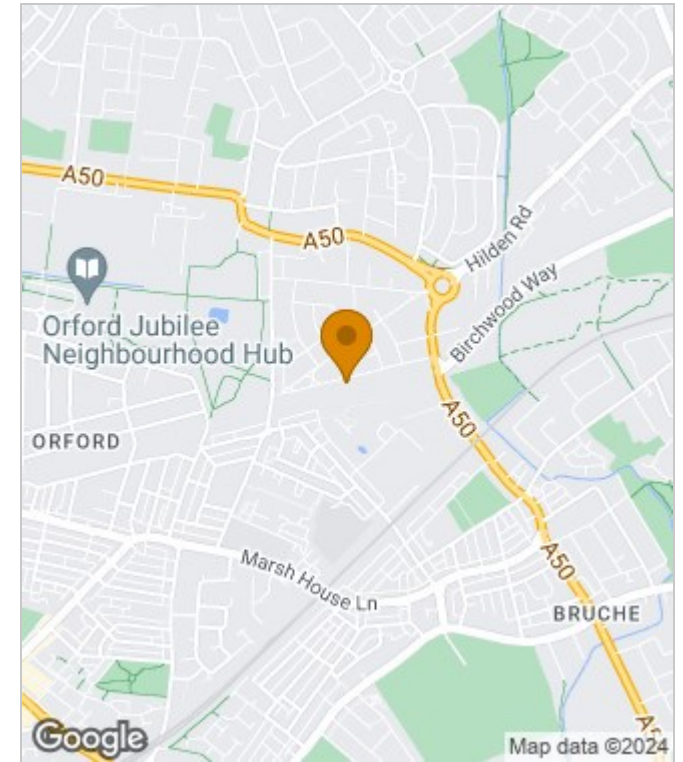 A50
A50
Hilden Rd
Birchwood Way
Orford Jubilee
Neighbourhood Hub
A50
ORFORD
A50
Marsh House Ln
BRUCHE
Google
Map data ©2024